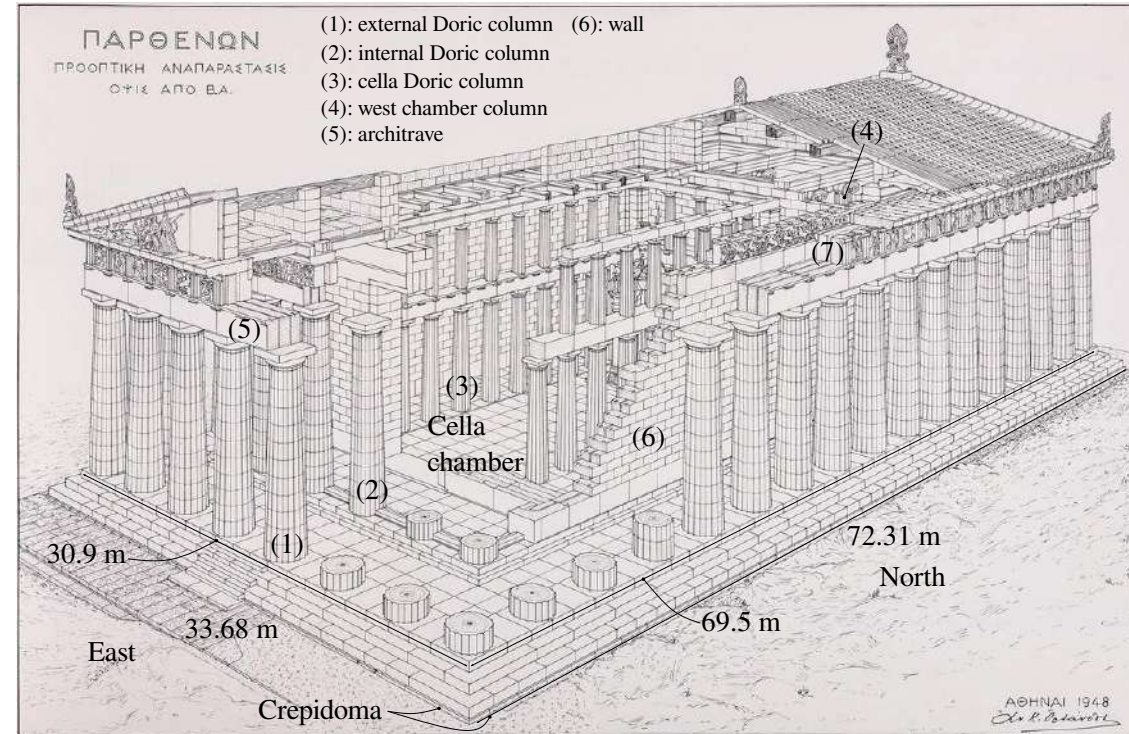 ΠΑΡΘΕΝΩΝ
ΠΡΟΟΠΤΙΚΗ ΑΝΑΠΑΡΑΣΤΑΣΙΣ
ΟΨΙΣ ΑΠΟ Β.Α.
(1): external Doric column (6): wall
(2): internal Doric column
(3): cella Doric column
(4): west chamber column
(5): architrave
(4)
(7)
(5)
(3)
Cella
chamber
(6)
(2)
(1)
30.9 m
72.31 m
North
33.68 m
69.5 m
East
Crepidoma
ΑΘΗΝΑΙ 1948